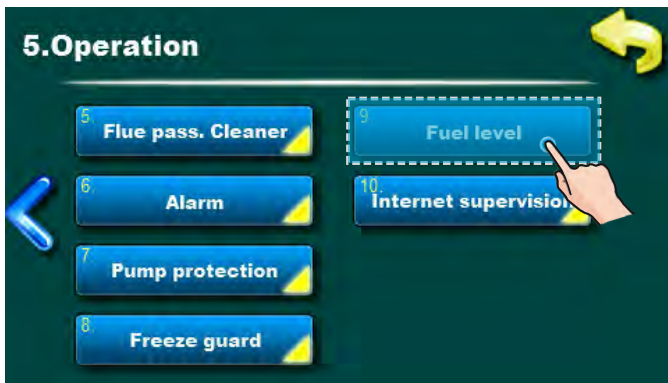 5.Operation
5.
Flue pass. Cleaner
9
Fuel level
6.
Alarm
10.
Internet supervision
7
Pump protection
8.
Freeze guard